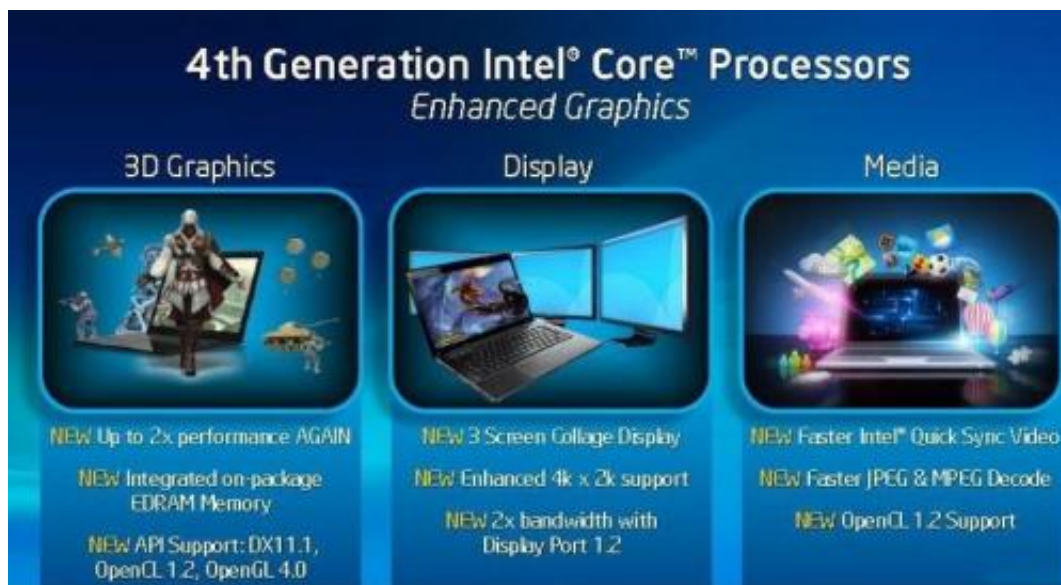 4th Generation Intel® Core™ Processors
Enhanced Graphics
3D Graphics
NEW Up to 2x performance AGAIN
NEW Integrated on-package
EDRAM Memory
NEW API Support: DX11.1,
OpenCL 1.2, OpenGL 4.0
Display
NEW 3 Screen Collage Display
NEW Enhanced 4k x 2k support
NEW 2x bandwidth with
Display Port 1.2
Media
NEW Faster Intel® Quick Sync Video
NEW Faster JPEG & MPEG Decode
NEW OpenCL 1.2 Support